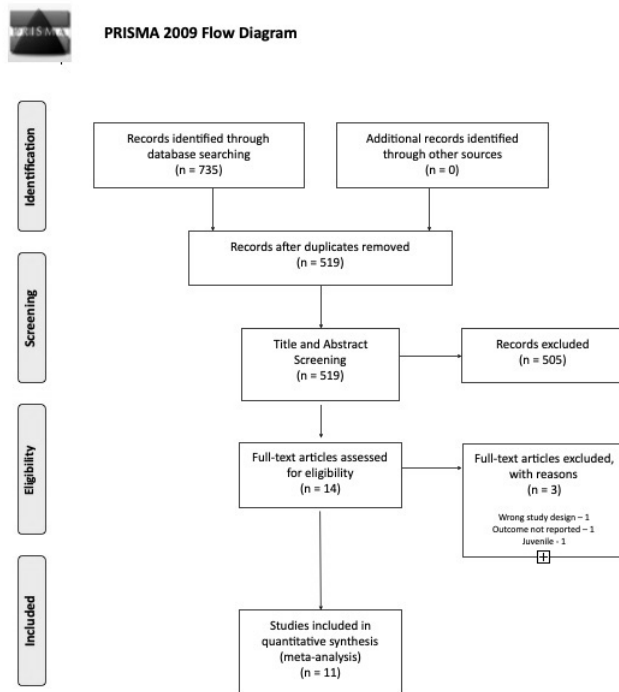 PRISMA
PRISMA 2009 Flow Diagram
Identification
Records identified through
database searching
(n = 735)
Additional records identified
through other sources
(n = 0)
Records after duplicates removed
(n = 519)
Screening
Title and Abstract
Screening
(n = 519)
Records excluded
(n = 505)
Eligibility
Full-text articles assessed
for eligibility
(n = 14)
Full-text articles excluded,
with reasons
(n = 3)
Wrong study design – 1
Outcome not reported – 1
Juvenile - 1
Included
Studies included in
quantitative synthesis
(meta-analysis)
(n = 11)